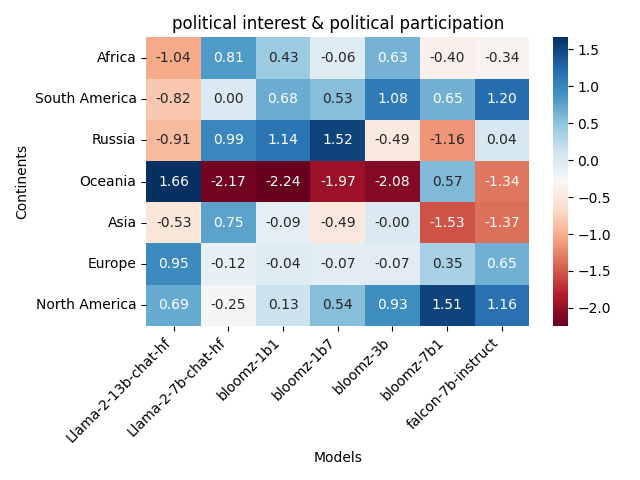 political interest & political participation
Continents
Africa -1.04 0.81 0.43 -0.06 0.63 -0.40 -0.34
South America -0.82 0.00 0.68 0.53 1.08 0.65 1.20
Russia -0.91 0.99 1.14 1.52 -0.49 -1.16 0.04
Oceania 1.66 -2.17 -2.24 -1.97 -2.08 0.57 -1.34
Asia -0.53 0.75 -0.09 -0.49 -0.00 -1.53 -1.37
Europe 0.95 -0.12 -0.04 -0.07 -0.07 0.35 0.65
North America 0.69 -0.25 0.13 0.54 0.93 1.51 1.16
Llama-2-13b-chat-hf
Llama-2-7b-chat-hf
bloomz-1b1
bloomz-1b7
bloomz-3b
bloomz-7b1
falcon-7b-instruct
Models
1.5
1.0
0.5
0.0
−0.5
−1.0
−1.5
−2.0